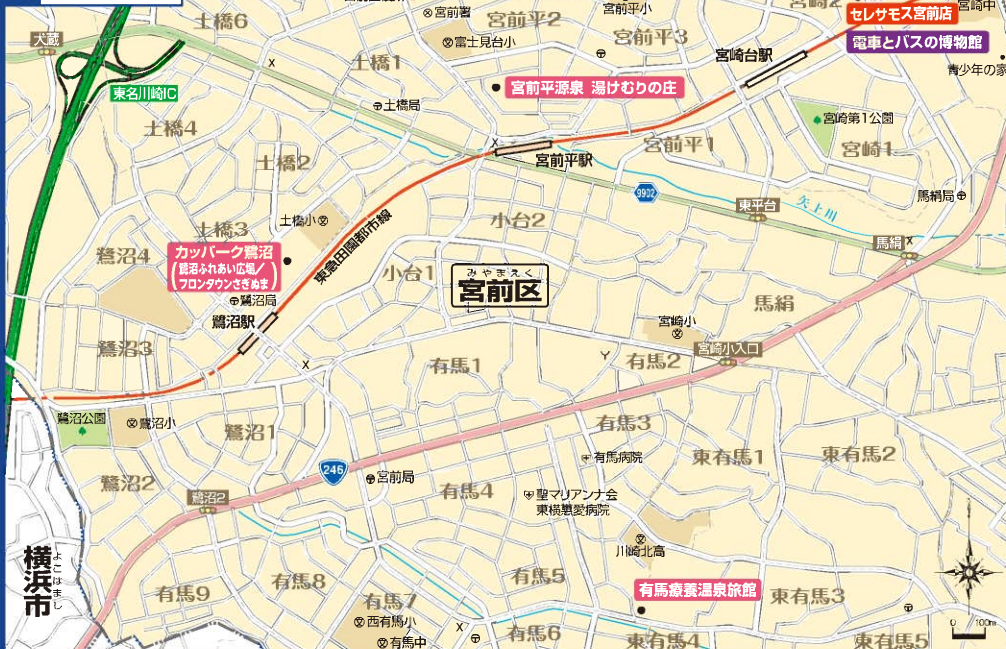 土橋6
宮前署
宮前平2
宮前平小
セレサモス宮前店
宮崎中
犬蔵
富士見台小
宮前平3
宮崎台駅
電車とバスの博物館
土橋1
青少年の家
東名川崎IC
宮前平源泉 湯けむりの庄
土橋局
宮崎第1公園
土橋4
宮前平1
宮崎1
土橋2
宮前平駅
9902
馬絹局
東平台
矢上川
土橋小
小台2
土橋3
東急田園都市線
馬絹
鷺沼4
カッパーク鷺沼
(鷺沼ふれあい広場/
フロンタウンさぎぬま)
小台1
みやまえく
宮前区
鷺沼局
馬絹
鷺沼駅
宮崎小
鷺沼3
宮崎小入口
有馬1
有馬2
鷺沼公園
鷺沼小
鷺沼1
有馬3
有馬病院
東有馬1
東有馬2
246
宮前局
鷺沼2
有馬4
鷺沼2
聖マリアンナ会
東横惠愛病院
川崎北高
よこはまし
横浜市
有馬9
有馬8
有馬5
有馬療養温泉旅館
有馬7
東有馬3
西有馬小
有馬中
有馬6
東有馬4
東有馬5
0 100m